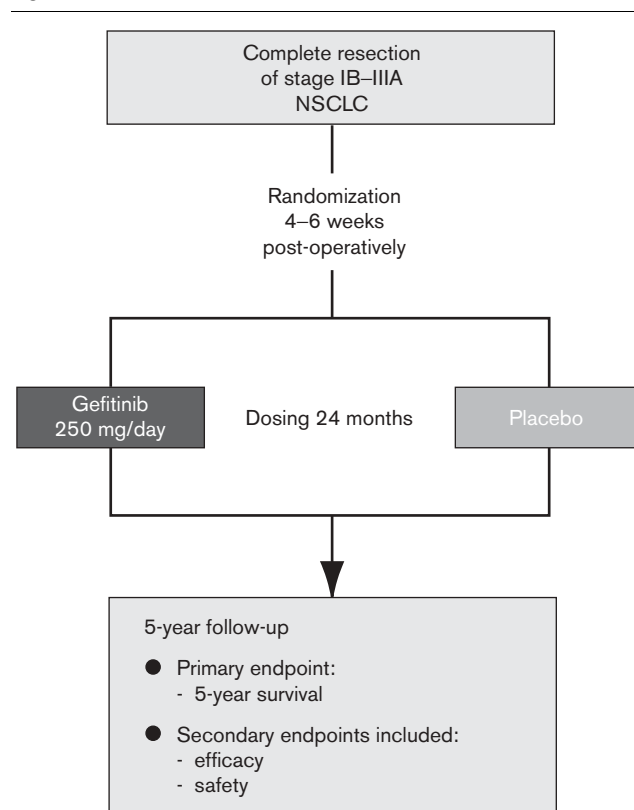 Complete resection
of stage IB–IIIA
NSCLC
Randomization
4–6 weeks
post-operatively
Gefitinib
250 mg/day
Dosing 24 months
Placebo
5-year follow-up
● Primary endpoint:
- 5-year survival
● Secondary endpoints included:
- efficacy
- safety